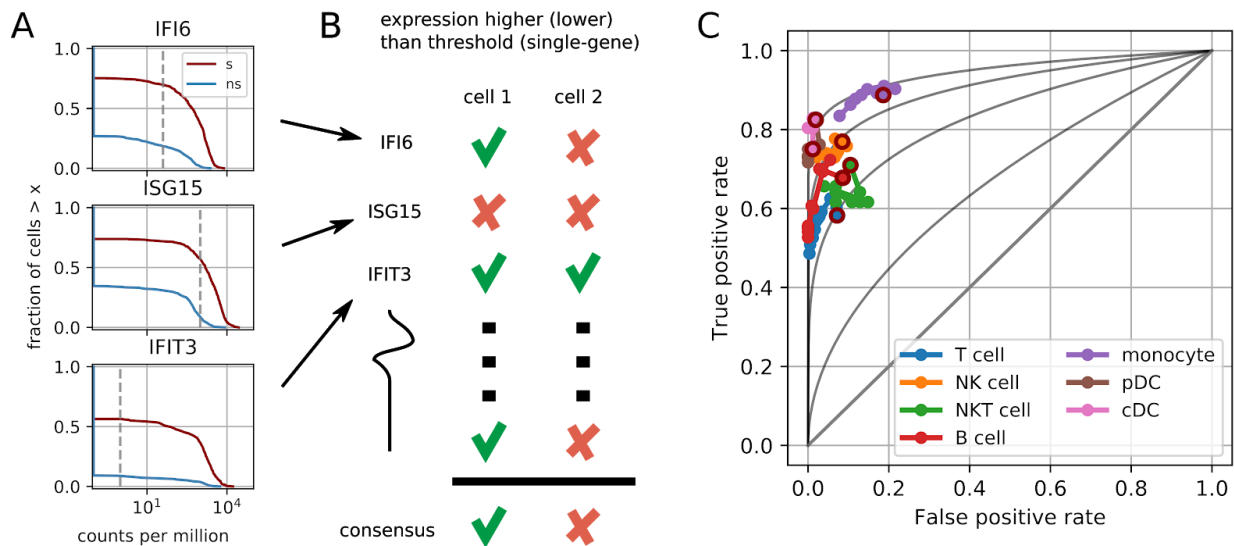 A
IFI6
1.0
0.5
0.0
s
ns
ISG15
1.0
0.5
0.0
IFIT3
1.0
0.5
0.0
10¹
10⁴
fraction of cells > x
counts per million
B
expression higher (lower)
than threshold (single-gene)
cell 1
cell 2
IFI6
ISG15
IFIT3
consensus
C
1.0
0.8
0.6
0.4
0.2
0.0
True positive rate
T cell
NK cell
NKT cell
B cell
monocyte
pDC
cDC
0.0
0.2
0.4
0.6
0.8
1.0
False positive rate